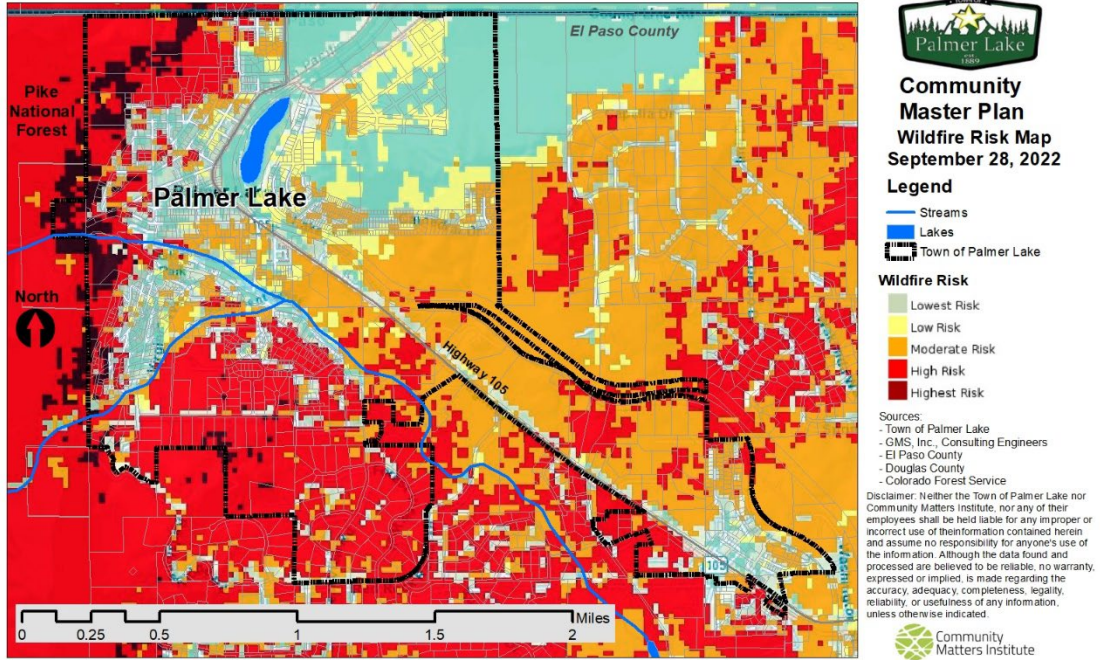 El Paso County
Pike
National
Forest
Palmer Lake
North
Highway 105
105
0 0.25 0.5 1 1.5 2 Miles
Palmer Lake
1889
Community
Master Plan
Wildfire Risk Map
September 28, 2022
Legend
Streams
Lakes
Town of Palmer Lake
Wildfire Risk
Lowest Risk
Low Risk
Moderate Risk
High Risk
Highest Risk
Sources:
- Town of Palmer Lake
- GMS, Inc., Consulting Engineers
- El Paso County
- Douglas County
- Colorado Forest Service
Disclaimer: Neither the Town of Palmer Lake nor
Community Matters Institute, nor any of their
employees shall be held liable for any improper or
incorrect use of theinformation contained herein
and assume no responsibility for anyone's use of
the information. Although the data found and
processed are believed to be reliable, no warranty,
expressed or implied, is made regarding the
accuracy, adequacy, completeness, legality,
reliability, or usefulness of any information,
unless otherwise indicated.
Community
Matters Institute